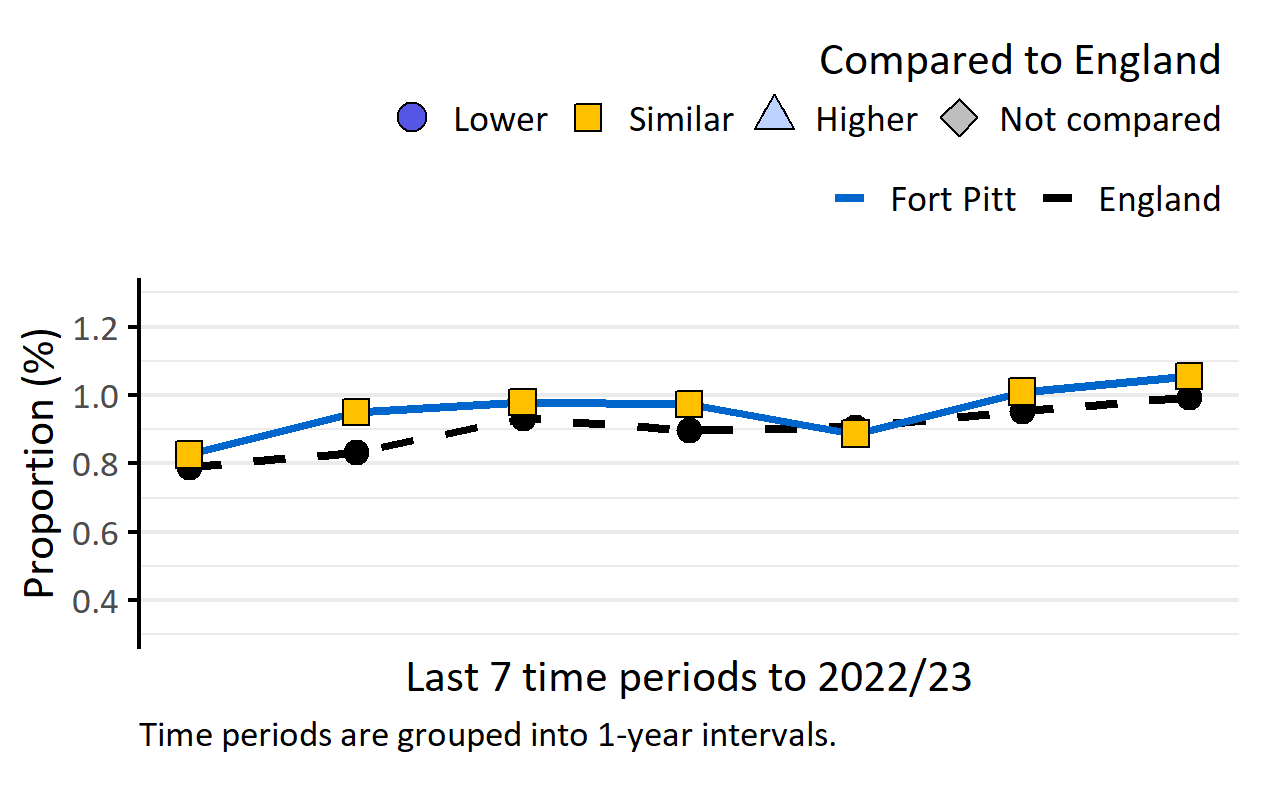 Compared to England
Lower Similar Higher Not compared
Fort Pitt England
Proportion (%)
1.2
1.0
0.8
0.6
0.4
Last 7 time periods to 2022/23
Time periods are grouped into 1-year intervals.